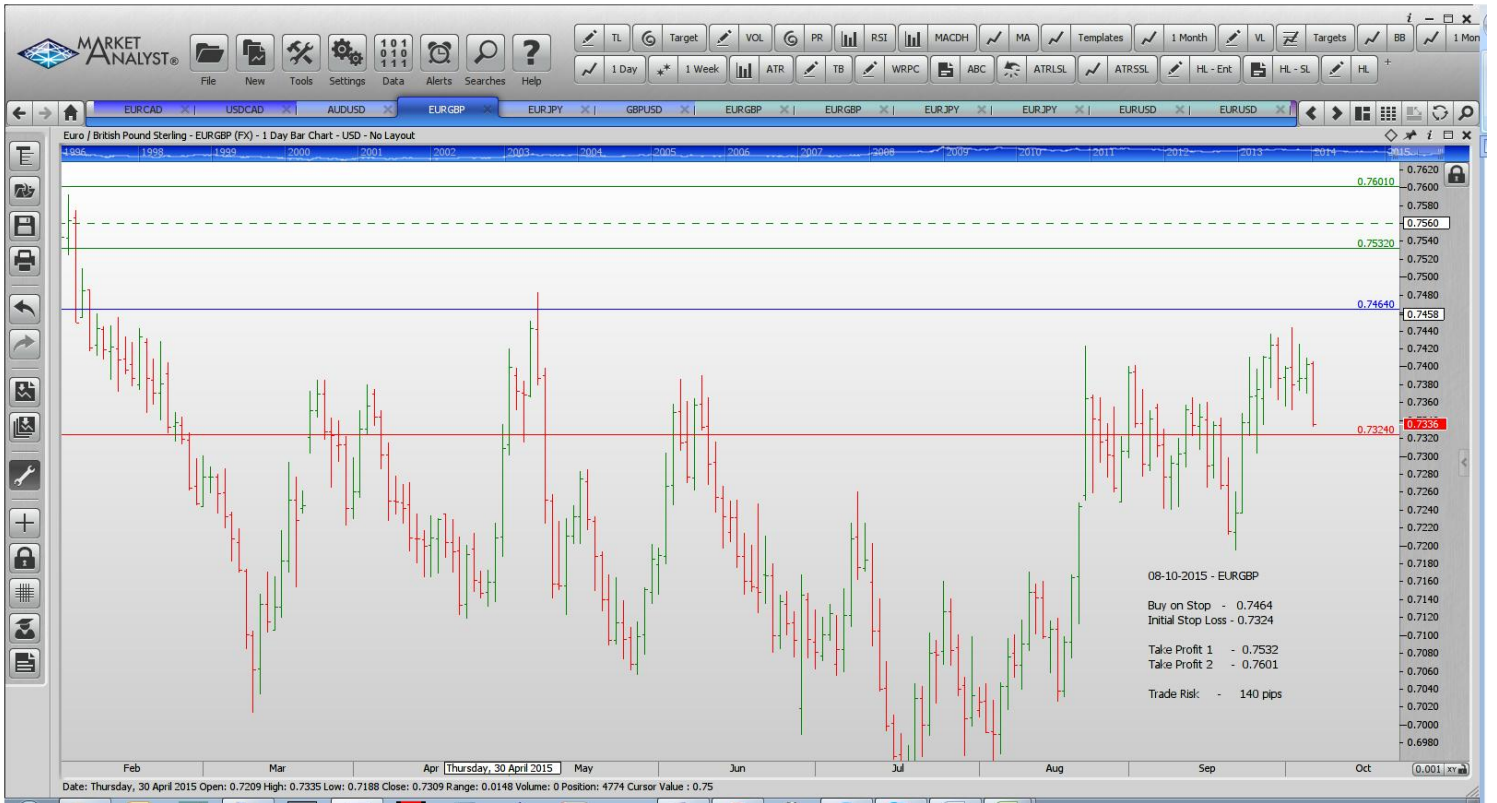 i
MARKET
ANALYST®
File New Tools Settings Data Alerts Searches Help
101
010
111
TL Target VOL PR RSI MACDH MA Templates 1 Month VL Targets BB 1 Mon
1 Day 1 Week ATR TB WRPC ABC ATRLSL ATRSSL HL - Ent HL - SL HL +
EURCAD USDCAD AUDUSD EURGBP EURJPY GBPUSD EURGBP EURGBP EURJPY EURJPY EURUSD EURUSD
Euro / British Pound Sterling - EURGBP (FX) - 1 Day Bar Chart - USD - No Layout
1996 1998 1999 2000 2001 2002 2003 2004 2005 2006 2007 2008 2009 2010 2011 2012 2013 2014 2015
0.7620
0.76010
0.7600
0.7580
0.7560
0.75320
0.7540
0.7520
0.7500
0.7480
0.74640
0.7458
0.7440
0.7420
0.7400
0.7380
0.7360
0.7336
0.73240
0.7320
0.7300
0.7280
0.7260
0.7240
0.7220
0.7200
0.7180
0.7160
0.7140
0.7120
0.7100
0.7080
0.7060
0.7040
0.7020
0.7000
0.6980
08-10-2015 - EURGBP
Buy on Stop - 0.7464
Initial Stop Loss - 0.7324
Take Profit 1 - 0.7532
Take Profit 2 - 0.7601
Trade Risk - 140 pips
Feb Mar Apr Thursday, 30 April 2015 May Jun Jul Aug Sep Oct 0.001 XY
Date: Thursday, 30 April 2015 Open: 0.7209 High: 0.7335 Low: 0.7188 Close: 0.7309 Range: 0.0148 Volume: 0 Position: 4774 Cursor Value : 0.75